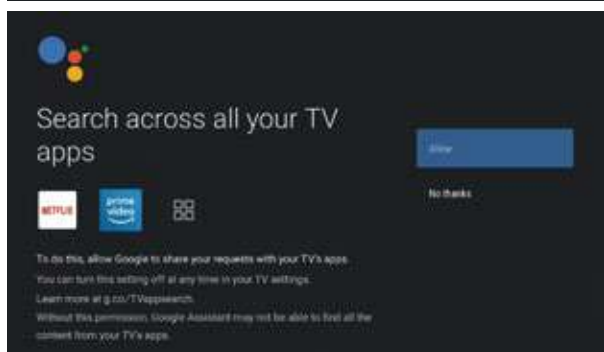 Search across all your TV
apps
NETFLIX
prime
video
To do this, allow Google to share your requests with your TV's apps.
You can turn this setting off at any time in your TV settings.
Learn more at g.co/TVappsearch.
Without this permission, Google Assistant may not be able to find all the
content from your TV's apps.
Allow
No thanks